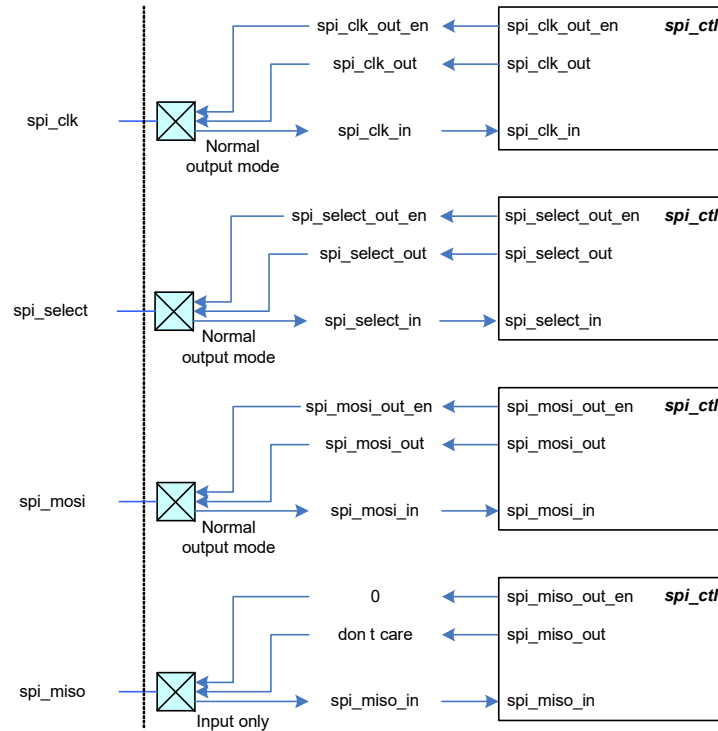 spi_clk_out_en spi_clk_out_en spi_ctl
spi_clk_out spi_clk_out
spi_clk spi_clk_in spi_clk_in
Normal
output mode
spi_select_out_en spi_select_out_en spi_ctl
spi_select_out spi_select_out
spi_select spi_select_in spi_select_in
Normal
output mode
spi_mosi_out_en spi_mosi_out_en spi_ctl
spi_mosi_out spi_mosi_out
spi_mosi spi_mosi_in spi_mosi_in
Normal
output mode
0 spi_miso_out_en spi_ctl
don t care spi_miso_out
spi_miso spi_miso_in spi_miso_in
Input only